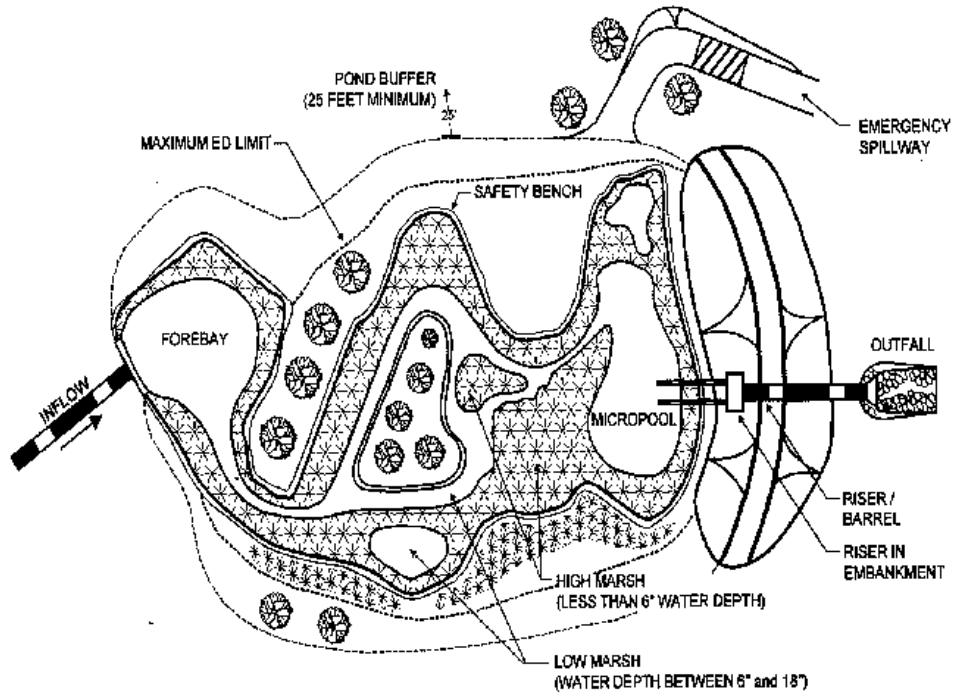 POND BUFFER
(25 FEET MINIMUM)
25'
MAXIMUM ED LIMIT
SAFETY BENCH
EMERGENCY
SPILLWAY
FOREBAY
INFLOW
OUTFALL
MICROPOOL
RISER /
BARREL
RISER IN
EMBANKMENT
HIGH MARSH
(LESS THAN 6" WATER DEPTH)
LOW MARSH
(WATER DEPTH BETWEEN 6" and 18")